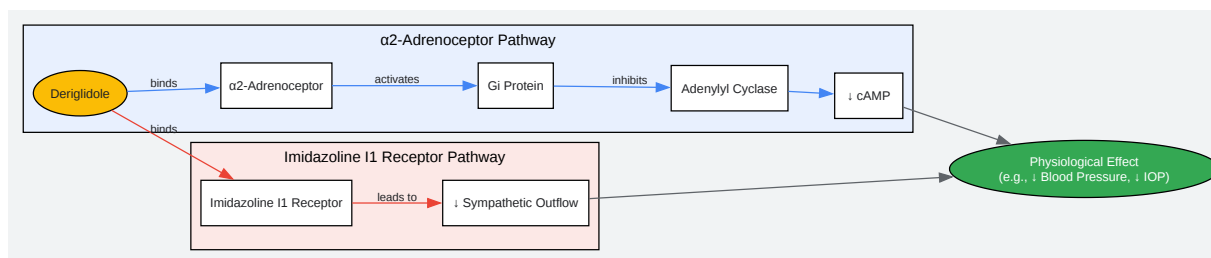 α2-Adrenoceptor Pathway
Deriglidole
binds
α2-Adrenoceptor
activates
Gi Protein
inhibits
Adenylyl Cyclase
↓ cAMP
binds
Imidazoline I1 Receptor Pathway
Imidazoline I1 Receptor
leads to
↓ Sympathetic Outflow
Physiological Effect
(e.g., ↓ Blood Pressure, ↓ IOP)